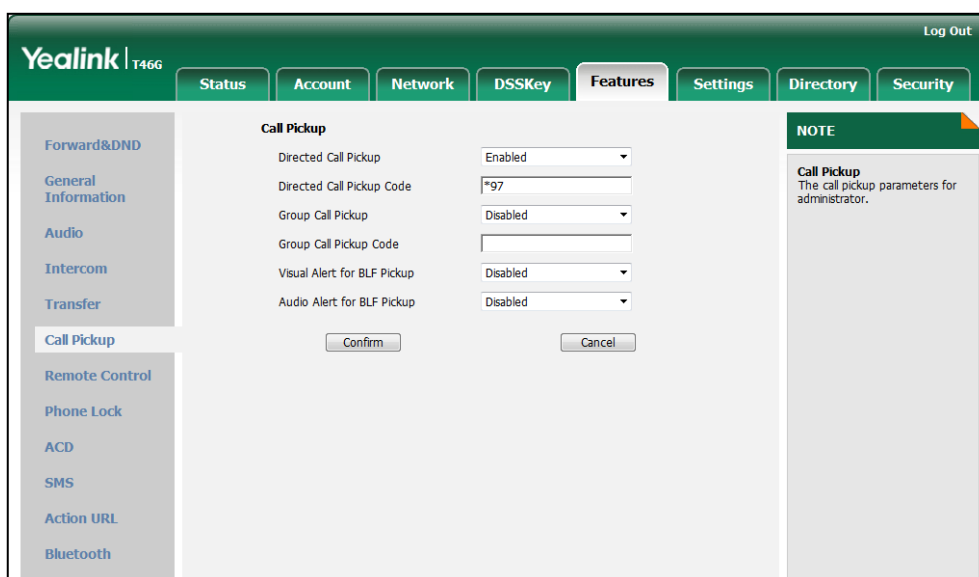 Log Out
Yealink | T46G
Status Account Network DSSKey Features Settings Directory Security
Forward&DND
General
Information
Audio
Intercom
Transfer
Call Pickup
Remote Control
Phone Lock
ACD
SMS
Action URL
Bluetooth
Call Pickup
Directed Call Pickup Enabled
Directed Call Pickup Code *97
Group Call Pickup Disabled
Group Call Pickup Code
Visual Alert for BLF Pickup Disabled
Audio Alert for BLF Pickup Disabled
Confirm Cancel
NOTE
Call Pickup
The call pickup parameters for
administrator.